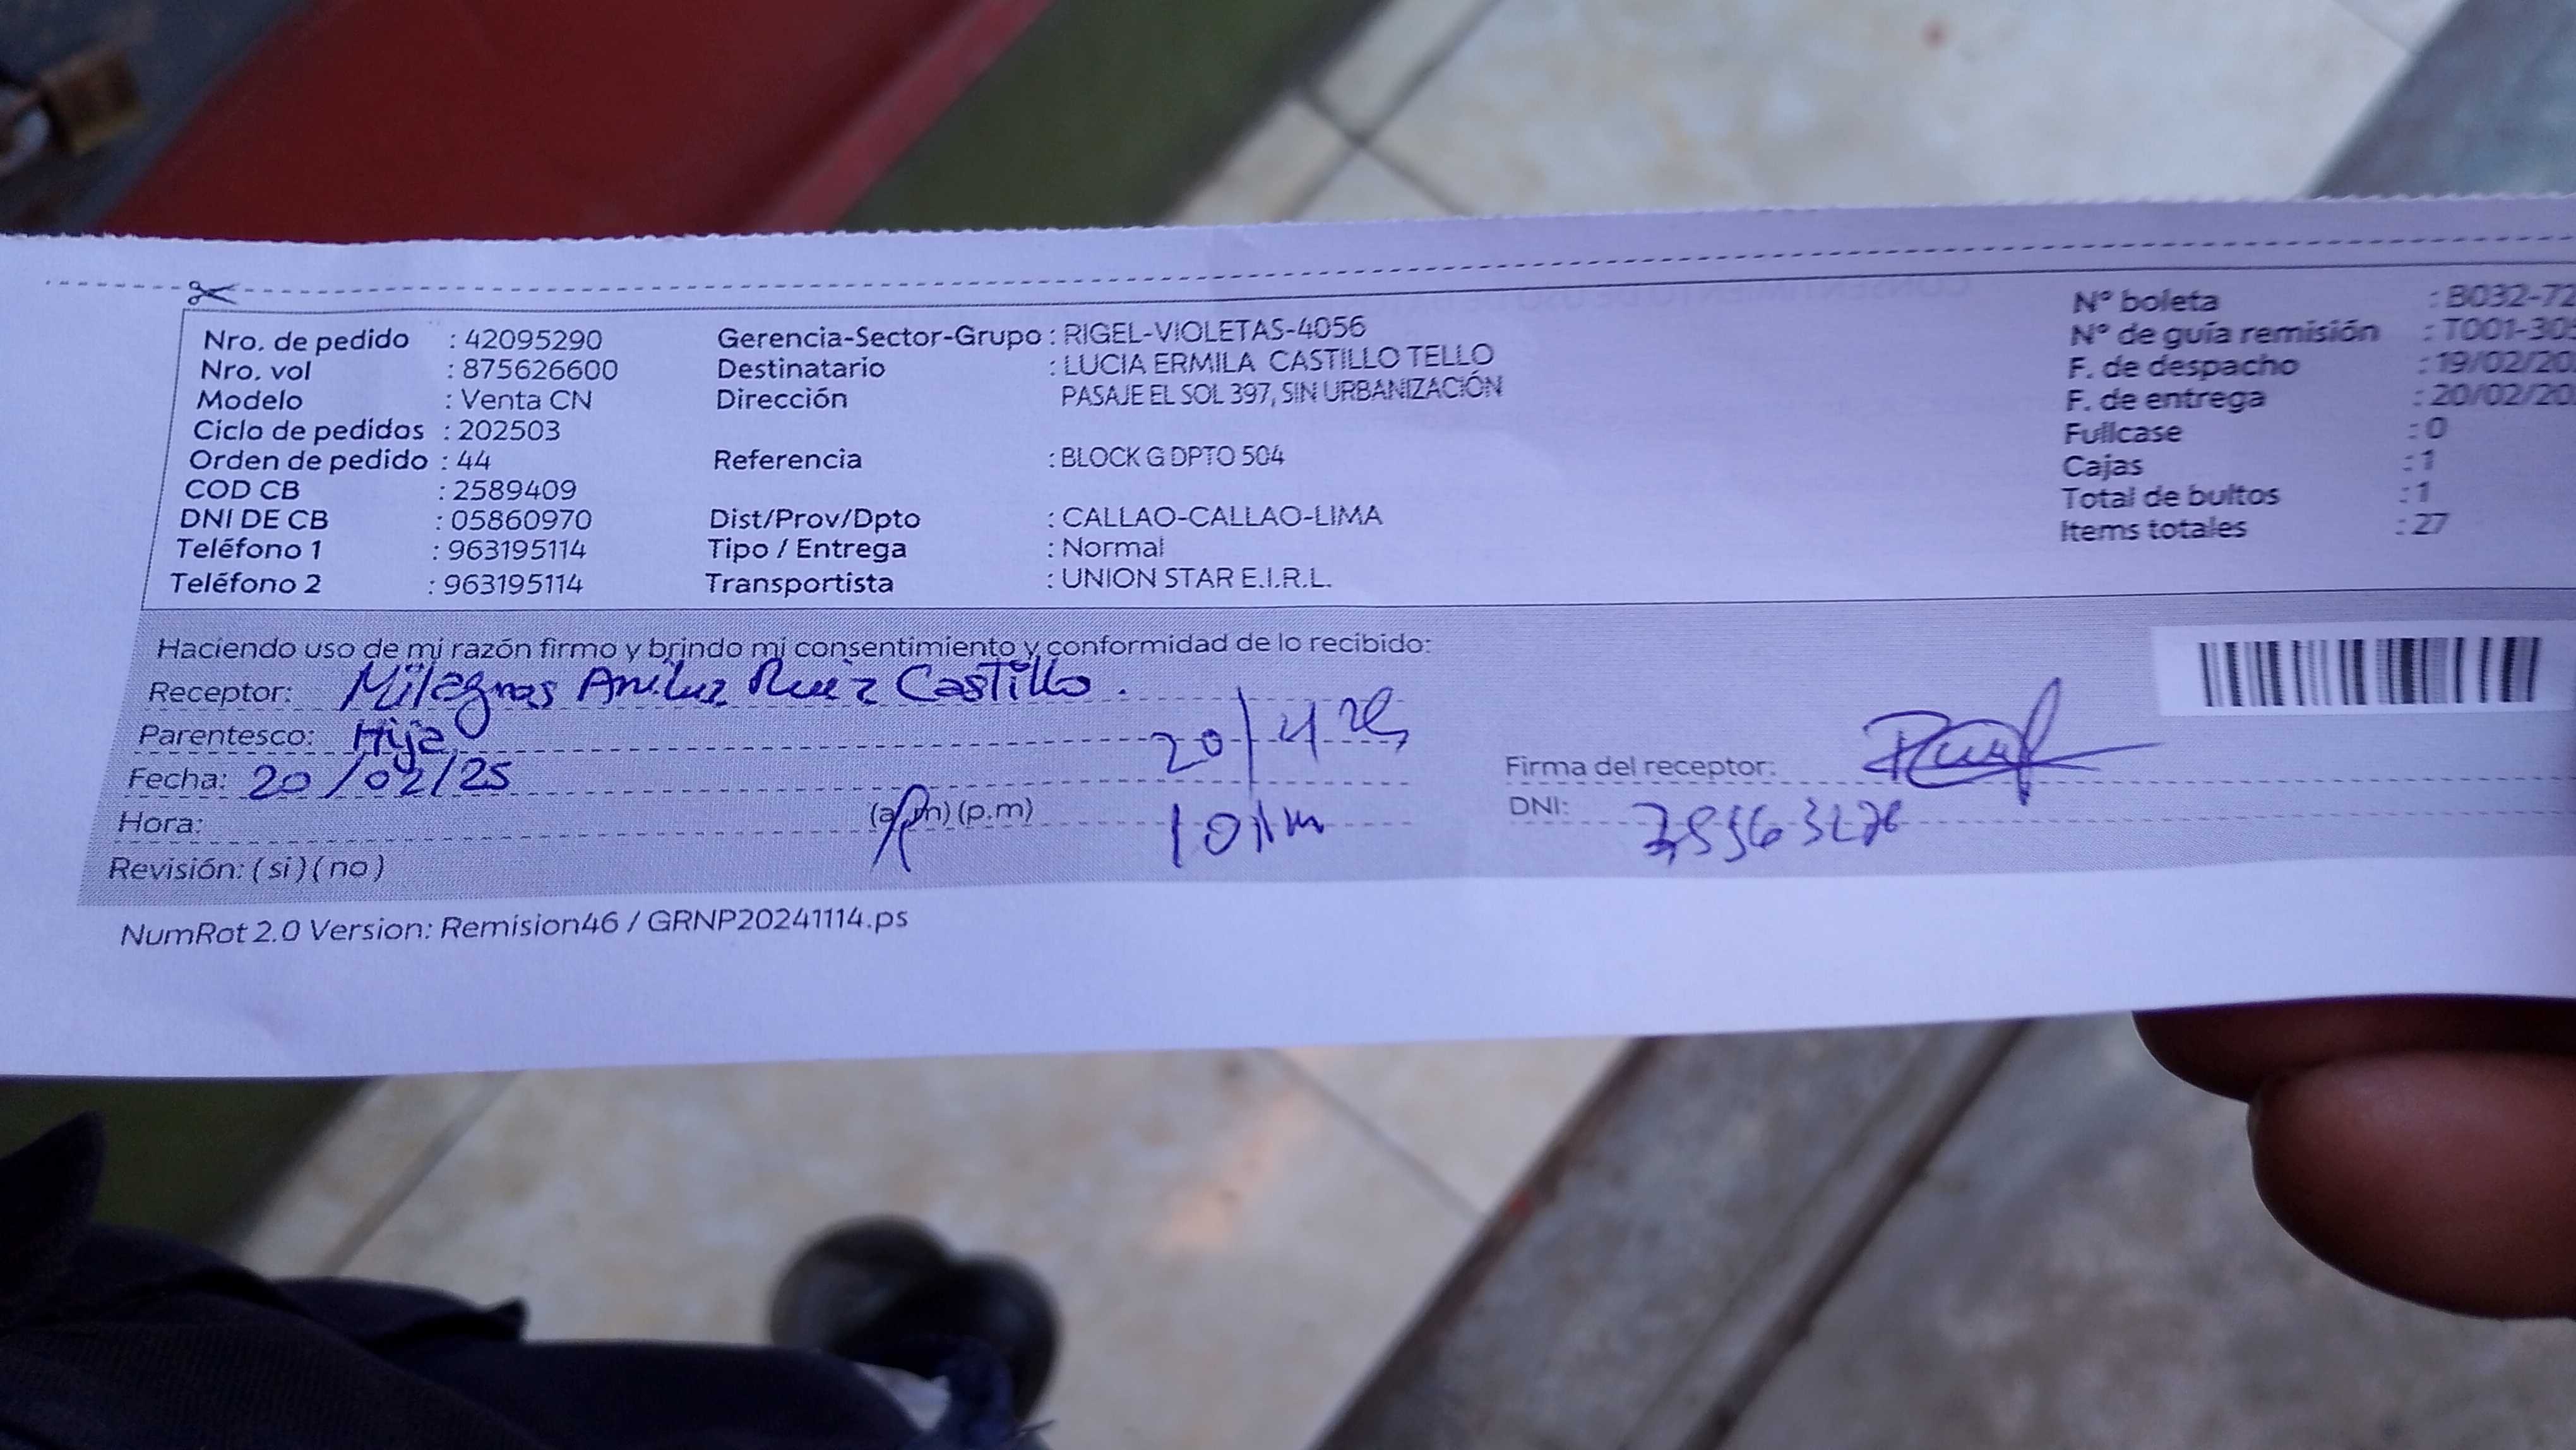 Nro. de pedido : 42095290 Gerencia-Sector-Grupo : RIGEL-VIOLETAS-4056 N° boleta : B032-72
Nro. vol : 875626600 Destinatario : LUCIA ERMILA CASTILLO TELLO N° de guía remisión : T001-30
Modelo : Venta CN Dirección PASAJE EL SOL 397, SIN URBANIZACIÓN F. de despacho : 19/02/20
Ciclo de pedidos : 202503 F. de entrega : 20/02/20
Orden de pedido : 44 Referencia : BLOCK G DPTO 504 Fullcase : 0
COD CB : 2589409 Cajas : 1
DNI DE CB : 05860970 Dist/Prov/Dpto : CALLAO-CALLAO-LIMA Total de bultos : 1
Teléfono 1 : 963195114 Tipo / Entrega : Normal Items totales : 27
Teléfono 2 : 963195114 Transportista : UNION STAR E.I.R.L.
Haciendo uso de mi razón firmo y brindo mi consentimiento y conformidad de lo recibido:
Receptor: Milagros Ruiz Castillo.
Parentesco: Hija
Fecha: 20/02/25 Firma del receptor:
Hora: (a.m) (p.m) DNI:
Revisión: ( si ) ( no )
NumRot 2.0 Version: Remision46 / GRNP20241114.ps